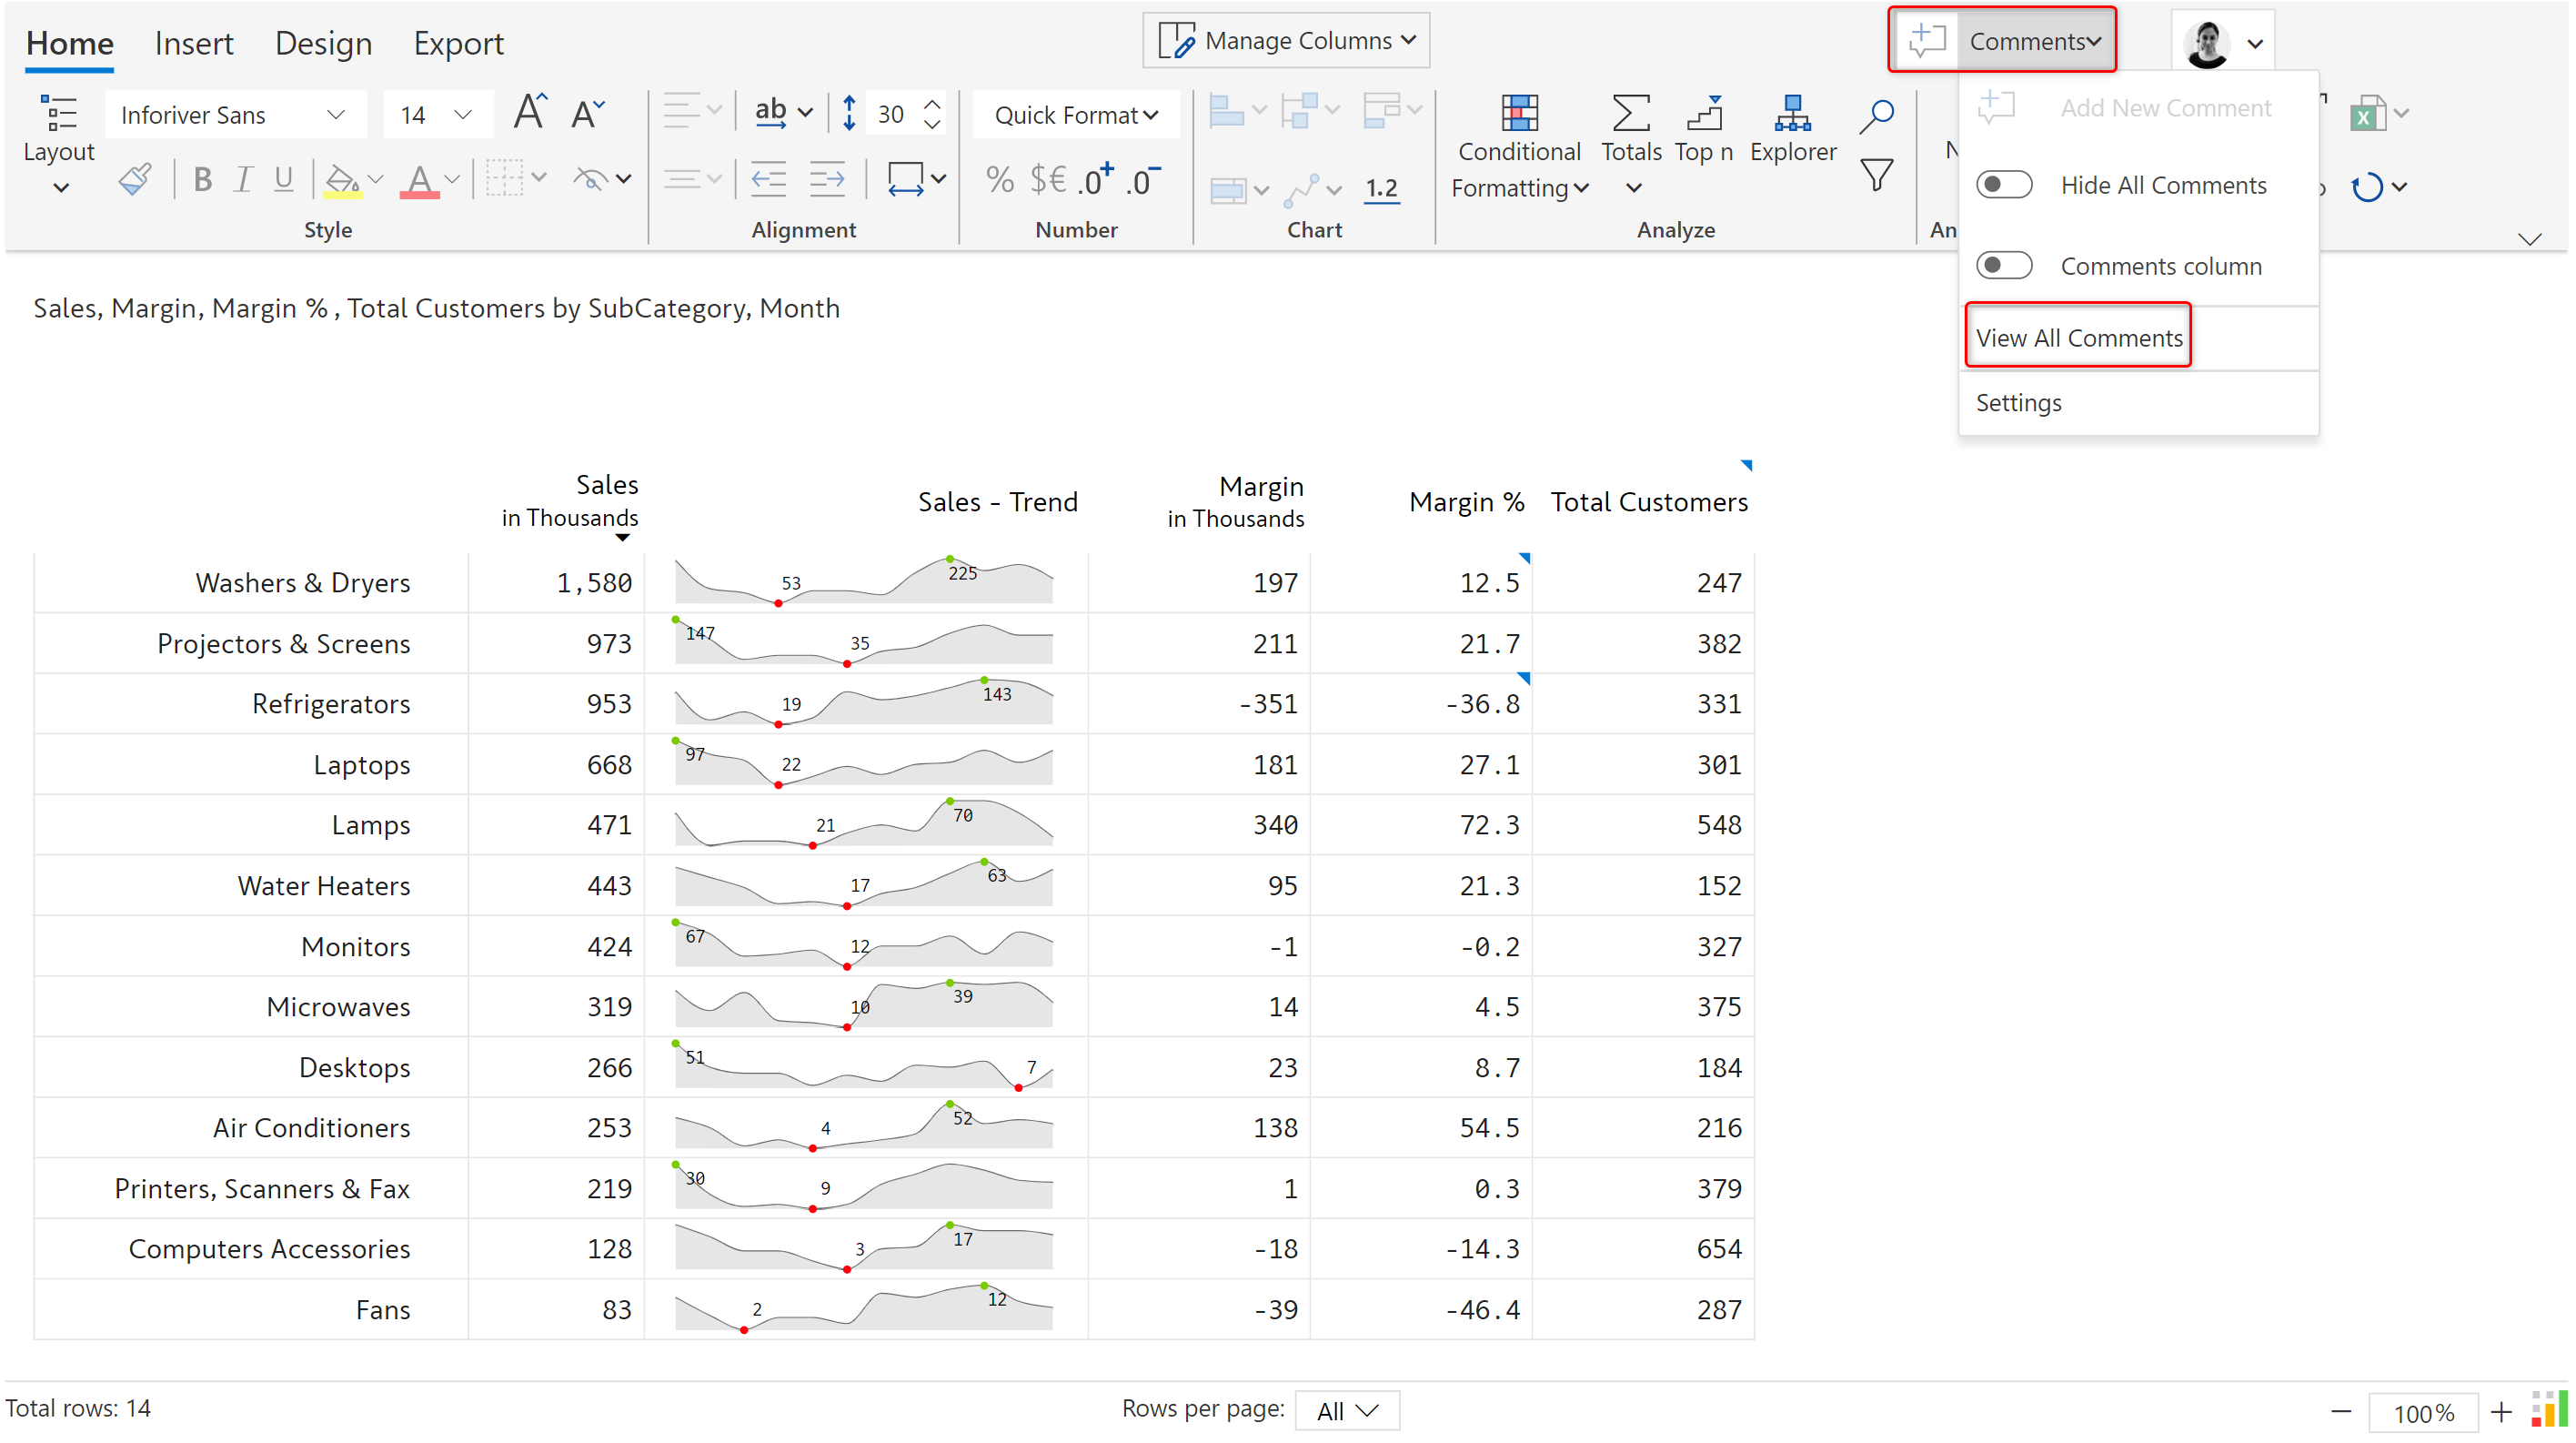 Home Insert Design Export Manage Columns Comments
Inforiver Sans 14 A A ab 30 Quick Format Add New Comment
Layout Conditional Totals Top n Explorer
B I U A % $€ .0+ .0- 1.2 Formatting Hide All Comments
Style Alignment Number Chart Analyze An
Comments column
Sales, Margin, Margin % , Total Customers by SubCategory, Month
View All Comments
Settings
Sales Sales - Trend Margin Margin % Total Customers
in Thousands in Thousands
Washers & Dryers 1,580 53 225 197 12.5 247
Projectors & Screens 973 147 35 211 21.7 382
Refrigerators 953 19 143 -351 -36.8 331
Laptops 668 97 22 181 27.1 301
Lamps 471 21 70 340 72.3 548
Water Heaters 443 17 63 95 21.3 152
Monitors 424 67 12 -1 -0.2 327
Microwaves 319 10 39 14 4.5 375
Desktops 266 51 7 23 8.7 184
Air Conditioners 253 4 52 138 54.5 216
Printers, Scanners & Fax 219 30 9 1 0.3 379
Computers Accessories 128 3 17 -18 -14.3 654
Fans 83 2 12 -39 -46.4 287
Total rows: 14 Rows per page: All 100%